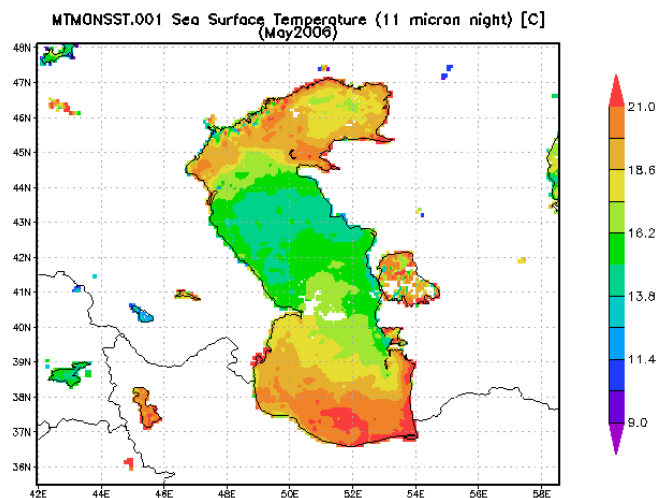 MTMONSST.001 Sea Surface Temperature (11 micron night) [C]
(May2006)
48N
47N
46N
45N
44N
43N
42N
41N
40N
39N
38N
37N
36N
42E
44E
46E
48E
50E
52E
54E
56E
58E
21.0
18.6
16.2
13.8
11.4
9.0